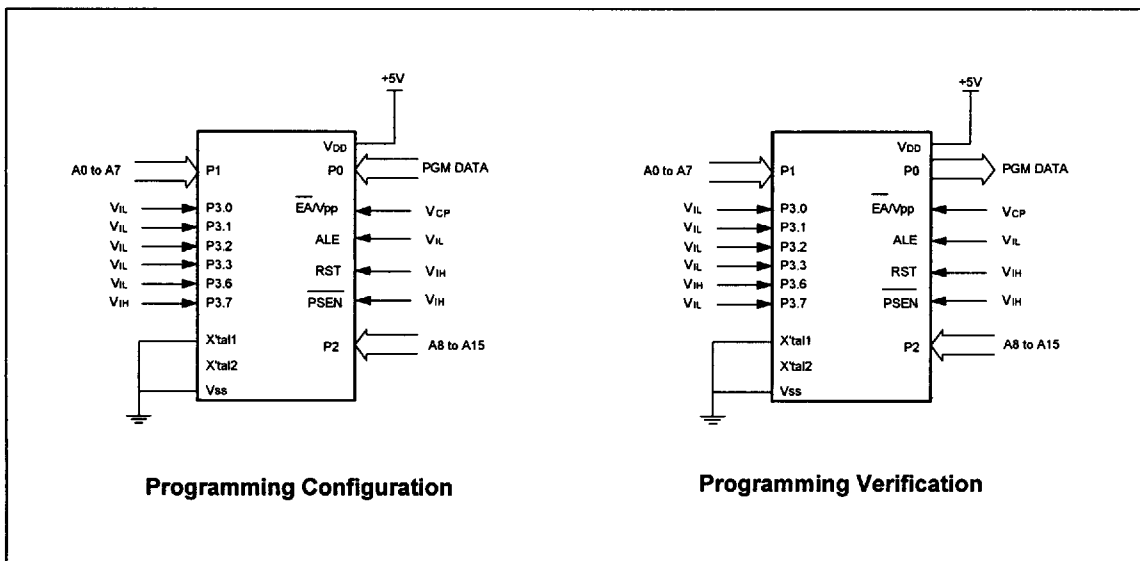 +5V
VDD
A0 to A7 P1 P0 PGM DATA
VIL P3.0 EA/Vpp VCP
VIL P3.1
VIL P3.2 ALE VIL
VIL P3.3 RST VIH
VIL P3.6
VIH P3.7 PSEN VIH
X'tal1 P2 A8 to A15
X'tal2
Vss
Programming Configuration
+5V
VDD
A0 to A7 P1 P0 PGM DATA
VIL P3.0 EA/Vpp VCP
VIL P3.1
VIL P3.2 ALE VIL
VIL P3.3 RST VIH
VIH P3.6
VIL P3.7 PSEN VIH
X'tal1 P2 A8 to A15
X'tal2
Vss
Programming Verification